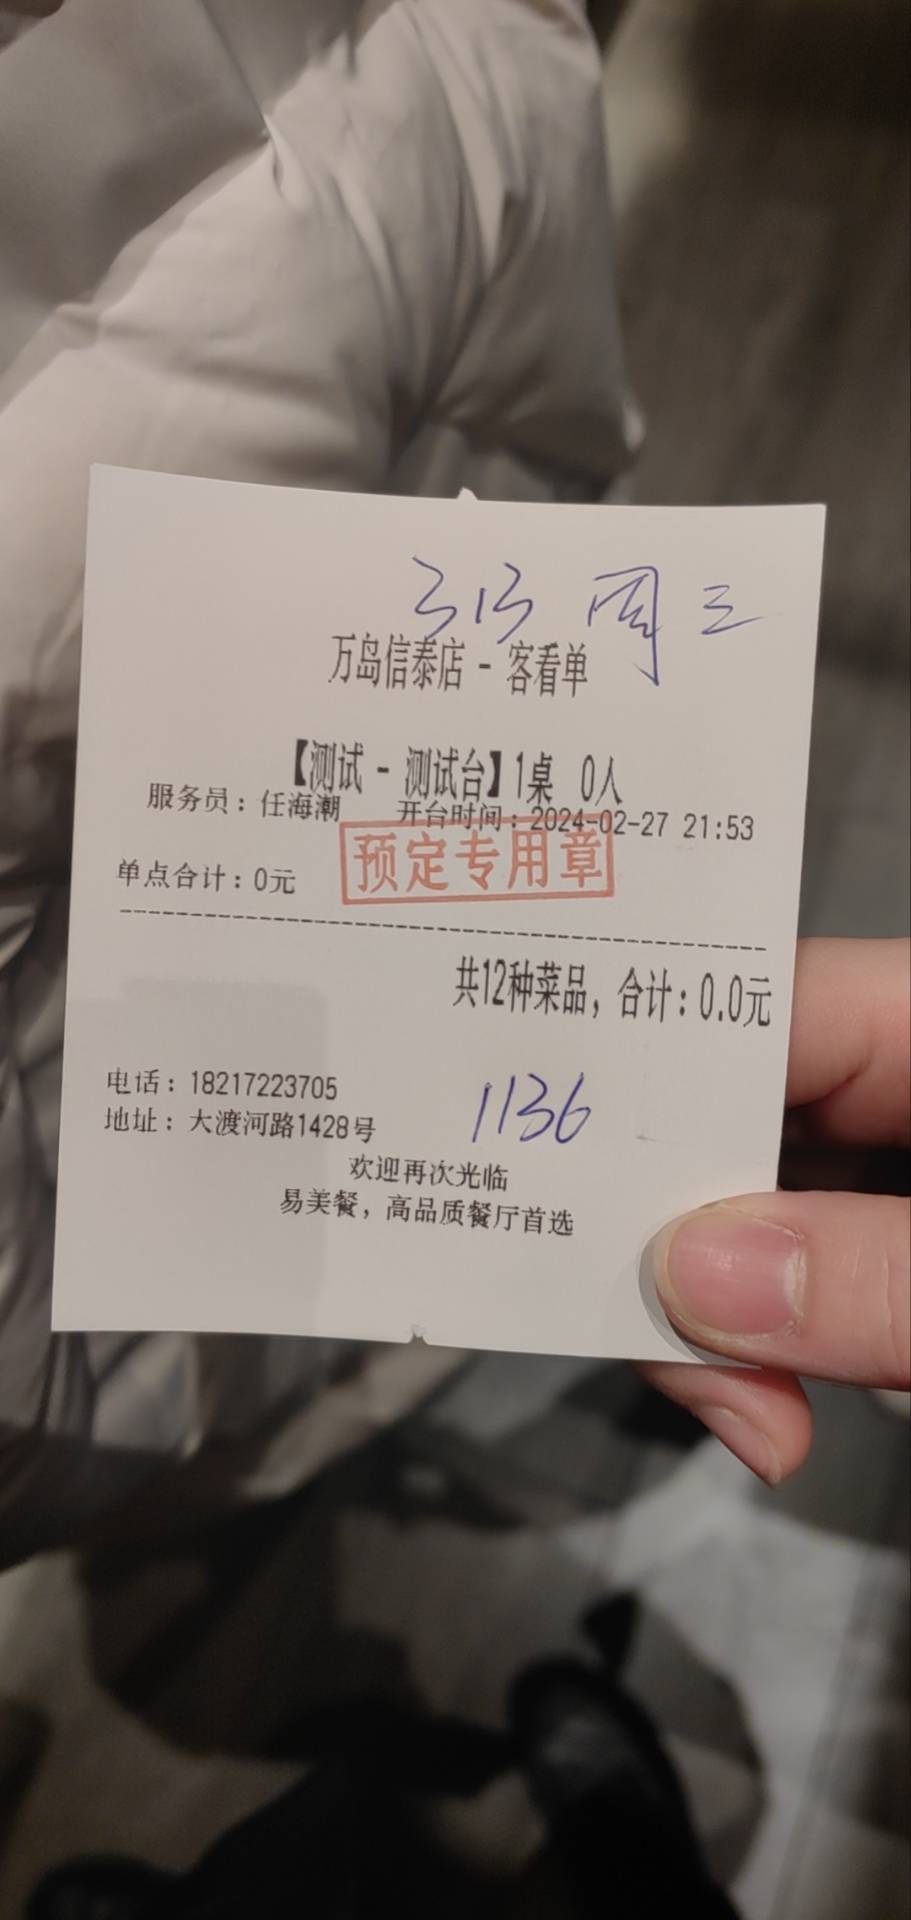 313 周三
万岛信泰店 - 客看单
【测试 - 测试台】1桌 0人
服务员：任海潮 开台时间：2024-02-27 21:53
预定专用章
单点合计：0元
共12种菜品，合计：0.0元
电话：18217223705
1136
地址：大渡河路1428号
欢迎再次光临
易美餐，高品质餐厅首选